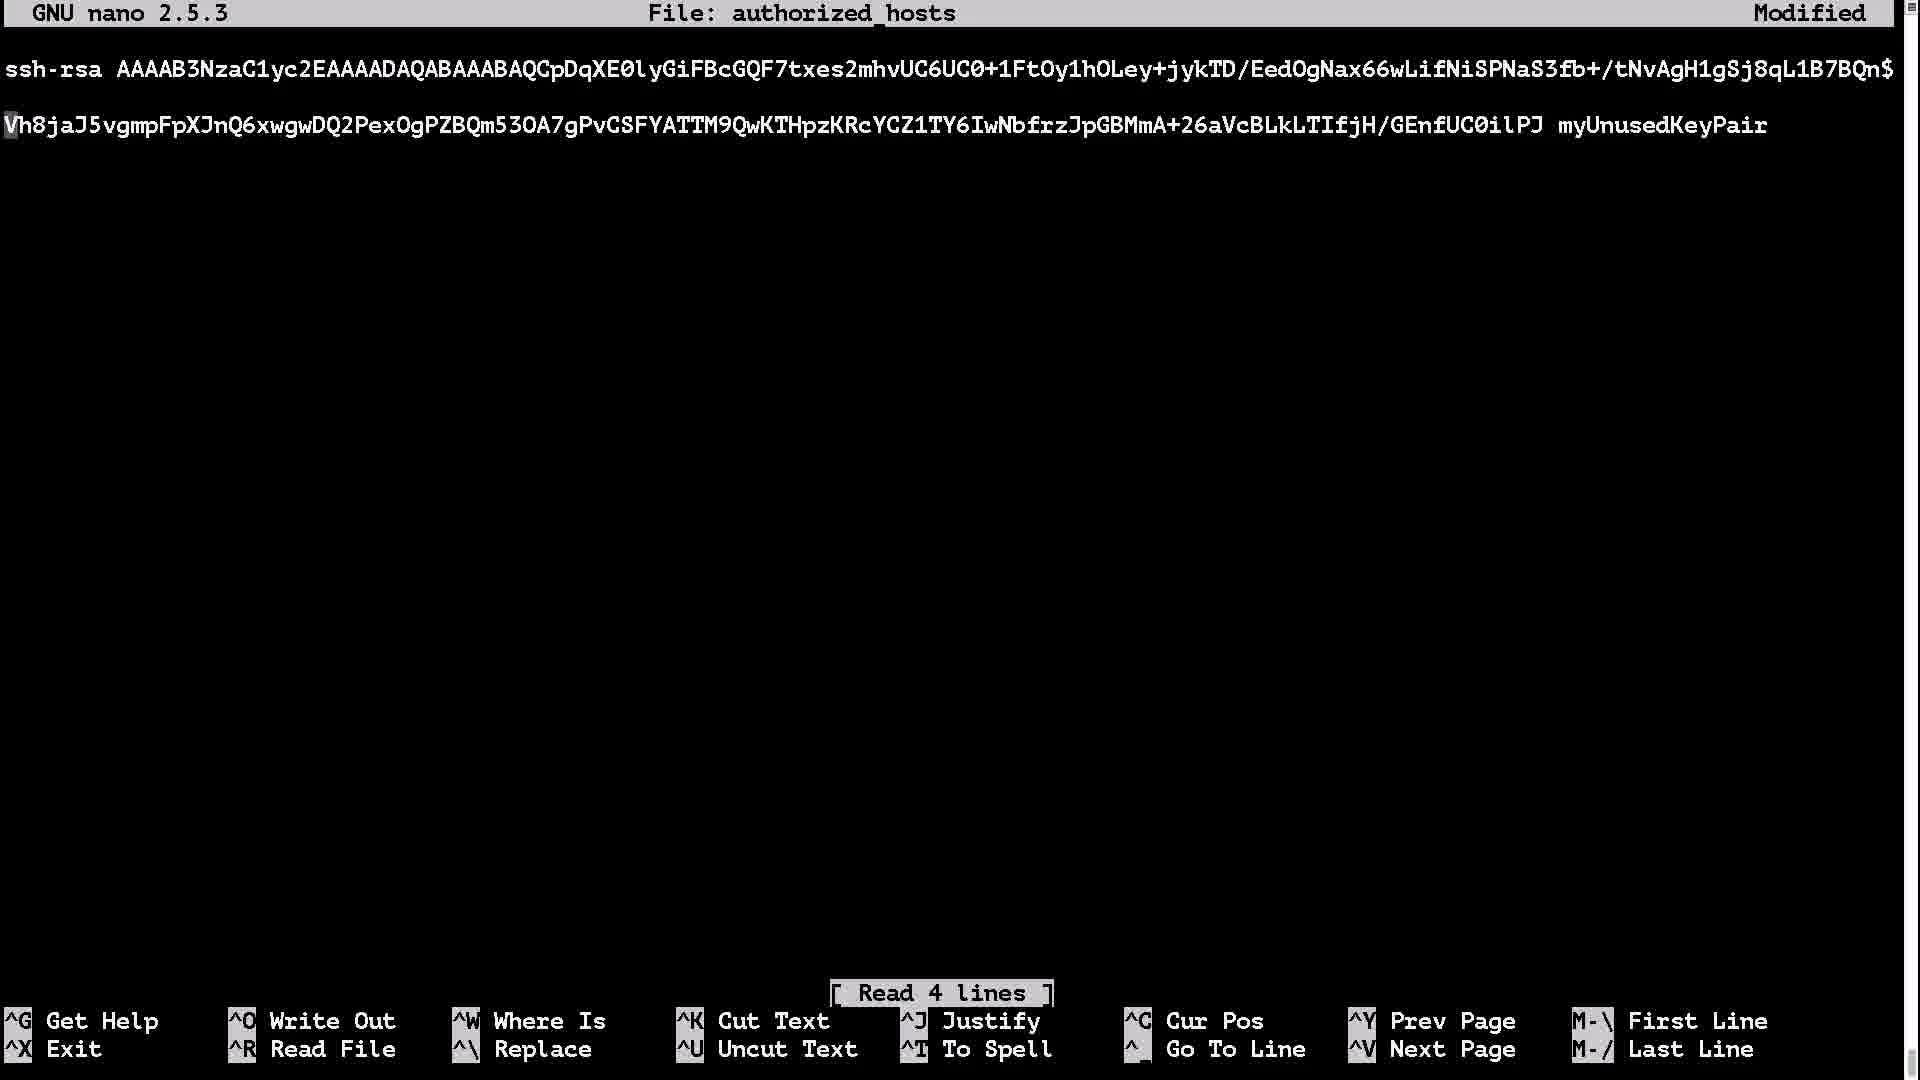 GNU nano 2.5.3 File: authorized_hosts Modified
ssh-rsa AAAAB3NzaC1yc2EAAAADAQABAAABAQCpDqXE0lyGiFBcGQF7txes2mhvUC6UC0+1FtOy1hOLey+jykTD/EedOgNax66wLifNiSPNaS3fb+/tNvAgH1gSj8qL1B7BQn$
Vh8jaJ5vgmpFpXJnQ6xwgwDQ2PexOgPZBQm53OA7gPvCSFYATTM9QwKTHpzKRcYCZ1TY6IwNbfrzJpGBMmA+26aVcBLkLTIfjH/GEnfUC0ilPJ myUnusedKeyPair
[ Read 4 lines ]
^G Get Help ^O Write Out ^W Where Is ^K Cut Text ^J Justify ^C Cur Pos ^Y Prev Page M-\ First Line
^X Exit ^R Read File ^\ Replace ^U Uncut Text ^T To Spell ^_ Go To Line ^V Next Page M-/ Last Line